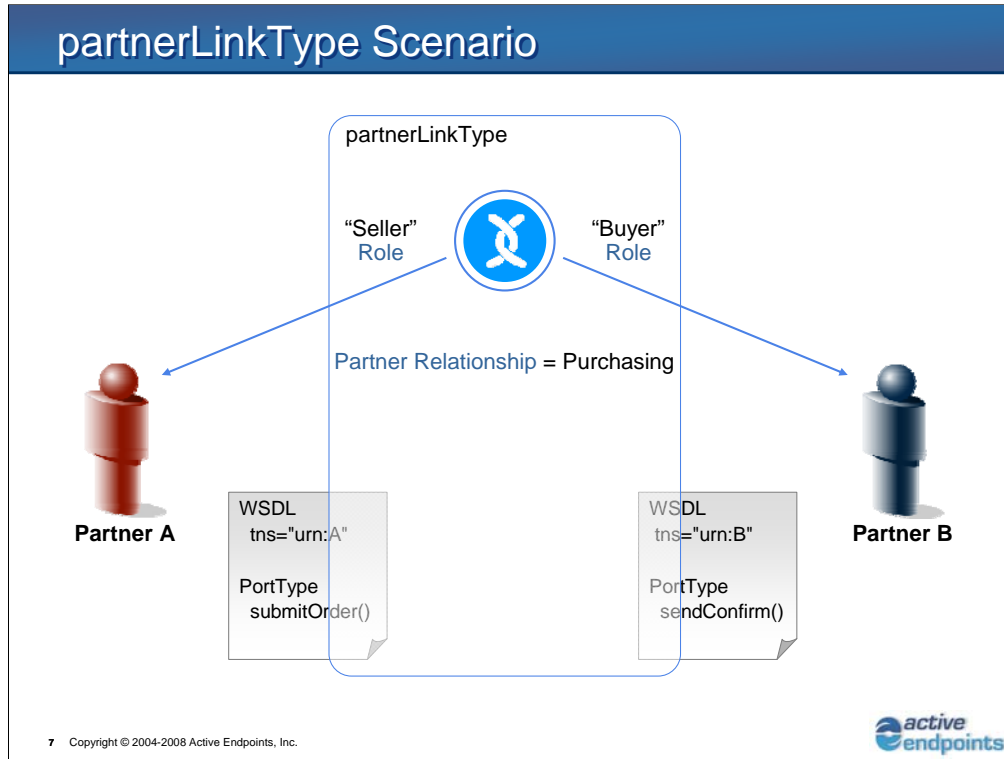 partnerLinkType Scenario
partnerLinkType
“Seller”
Role
“Buyer”
Role
Partner Relationship = Purchasing
Partner A
WSDL
tns="urn:A"
PortType
submitOrder()
WSDL
tns="urn:B"
PortType
sendConfirm()
Partner B
7 Copyright © 2004-2008 Active Endpoints, Inc.
active
endpoints